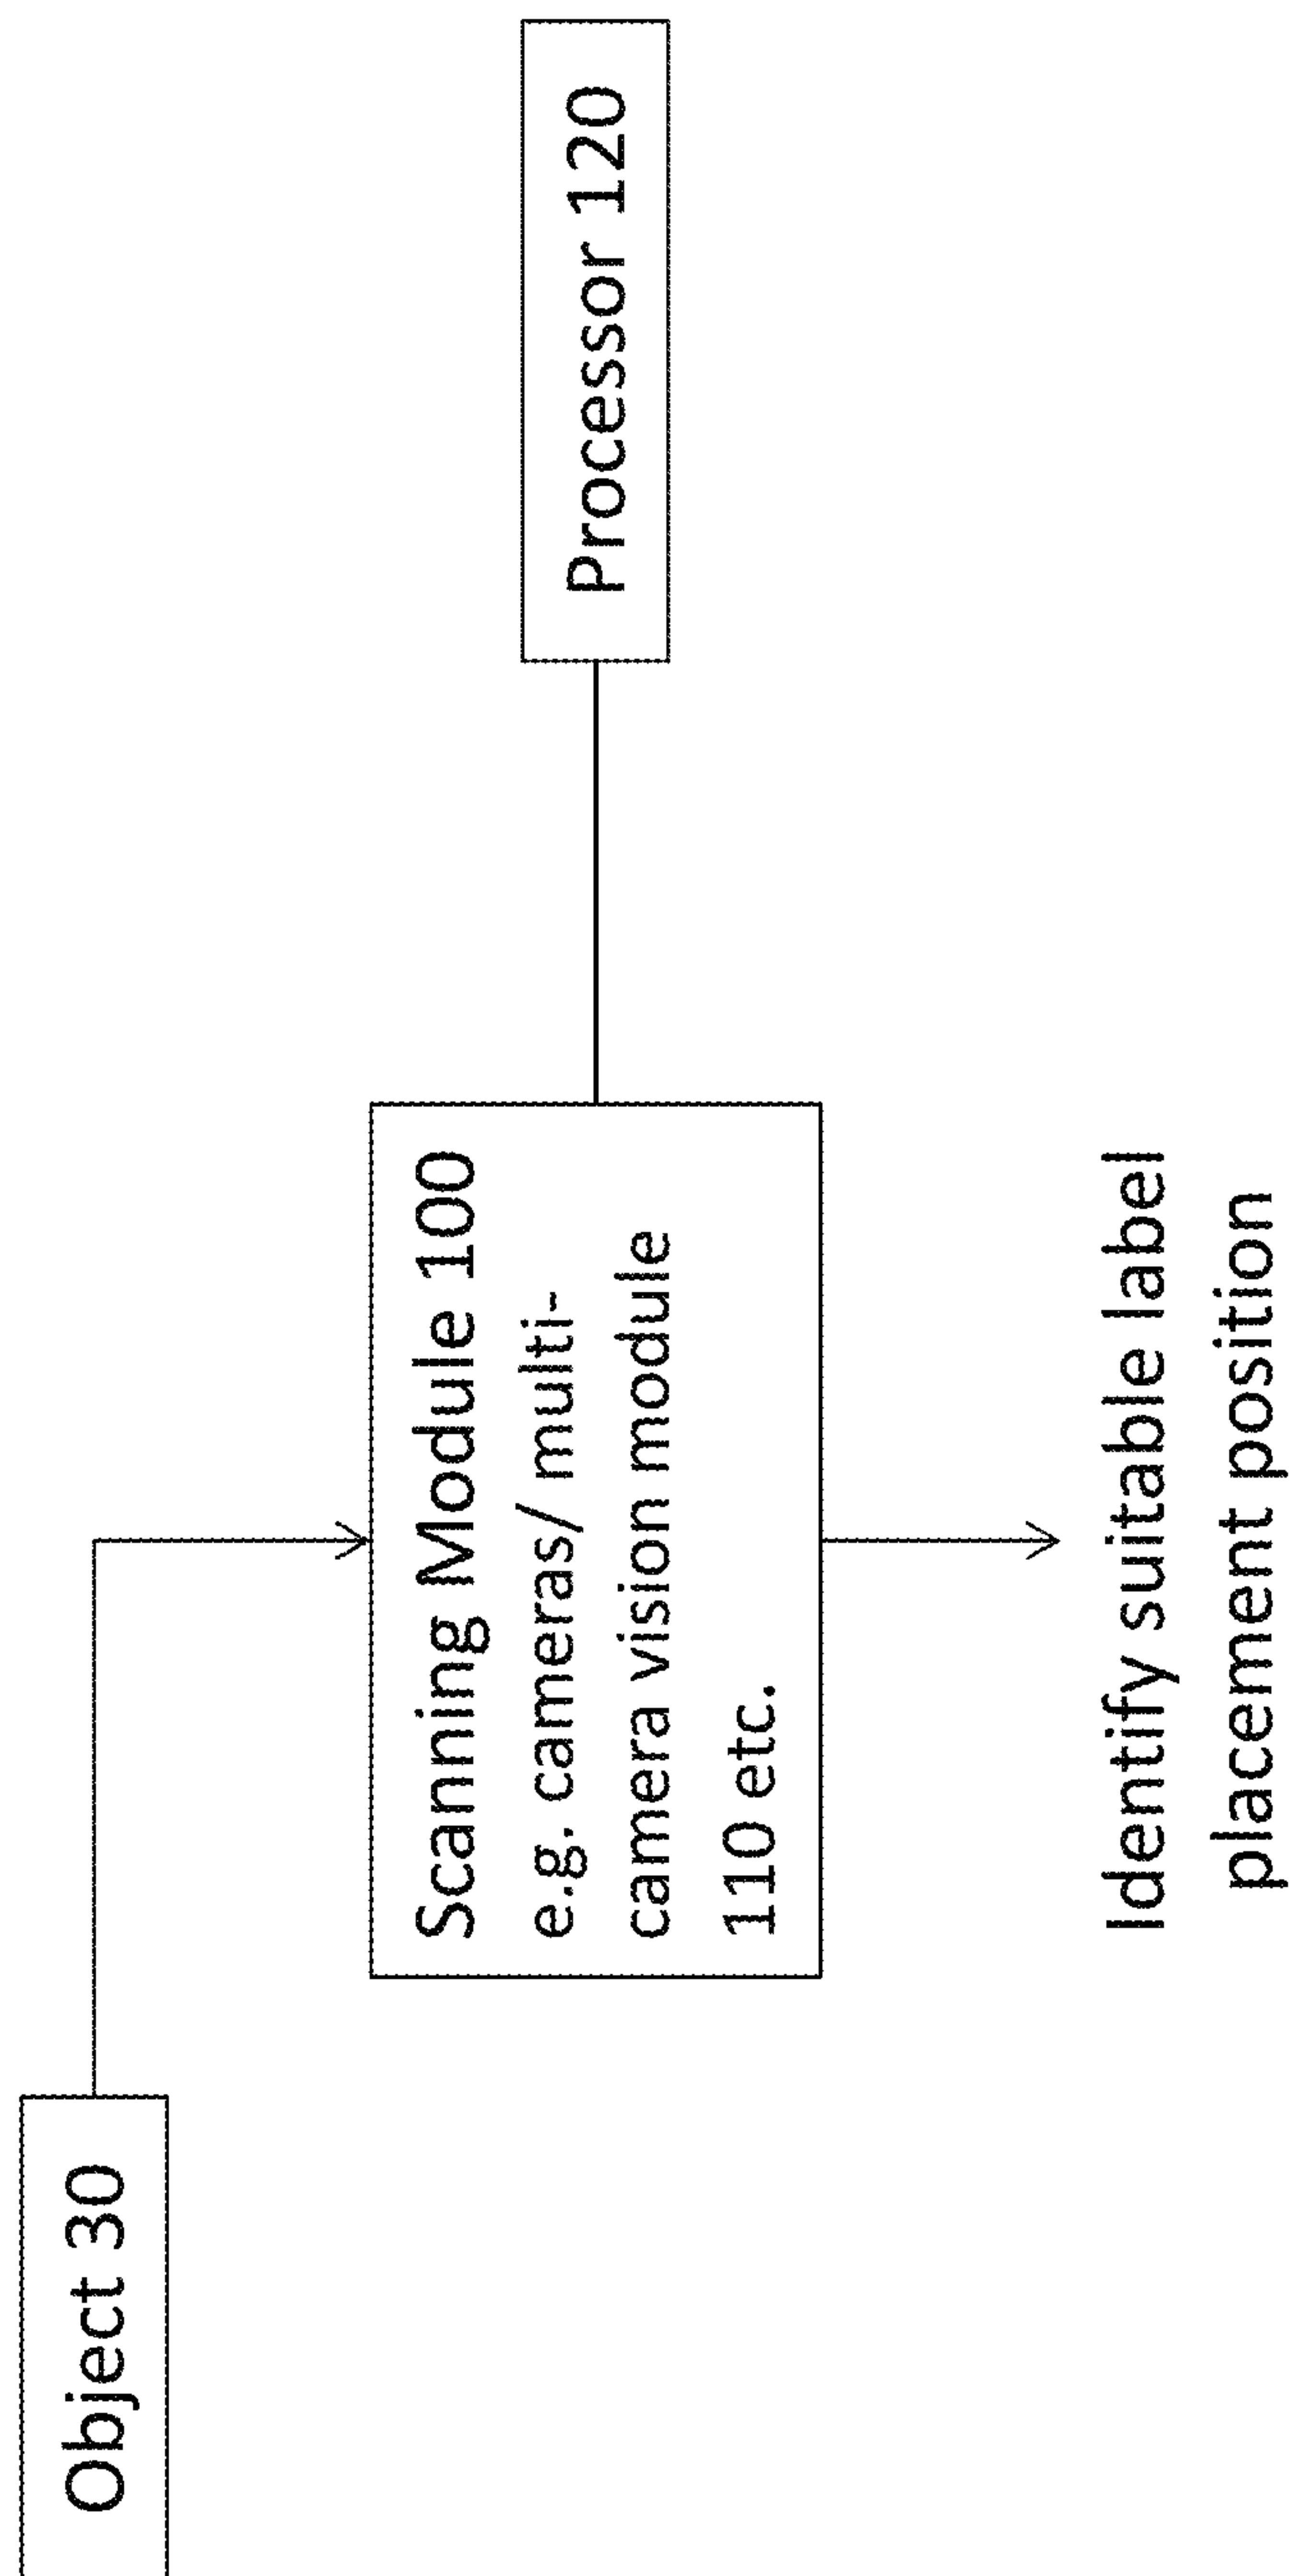 Object 30
Scanning Module 100
e.g. cameras/ multi-
camera vision module
110 etc.
Processor 120
Identify suitable label
placement position